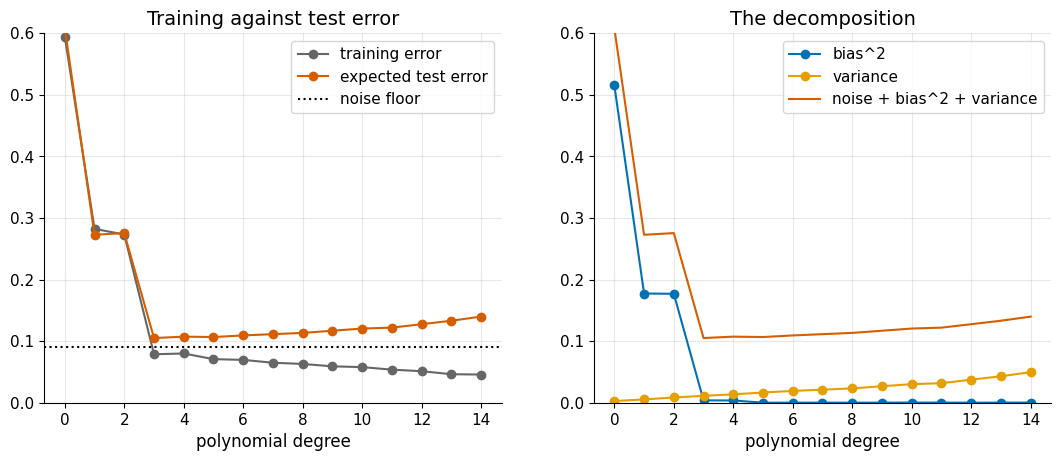 Training against test error
0.6
0.5
0.4
0.3
0.2
0.1
0.0
training error
expected test error
noise floor
0 2 4 6 8 10 12 14
polynomial degree
The decomposition
0.6
0.5
0.4
0.3
0.2
0.1
0.0
bias^2
variance
noise + bias^2 + variance
0 2 4 6 8 10 12 14
polynomial degree